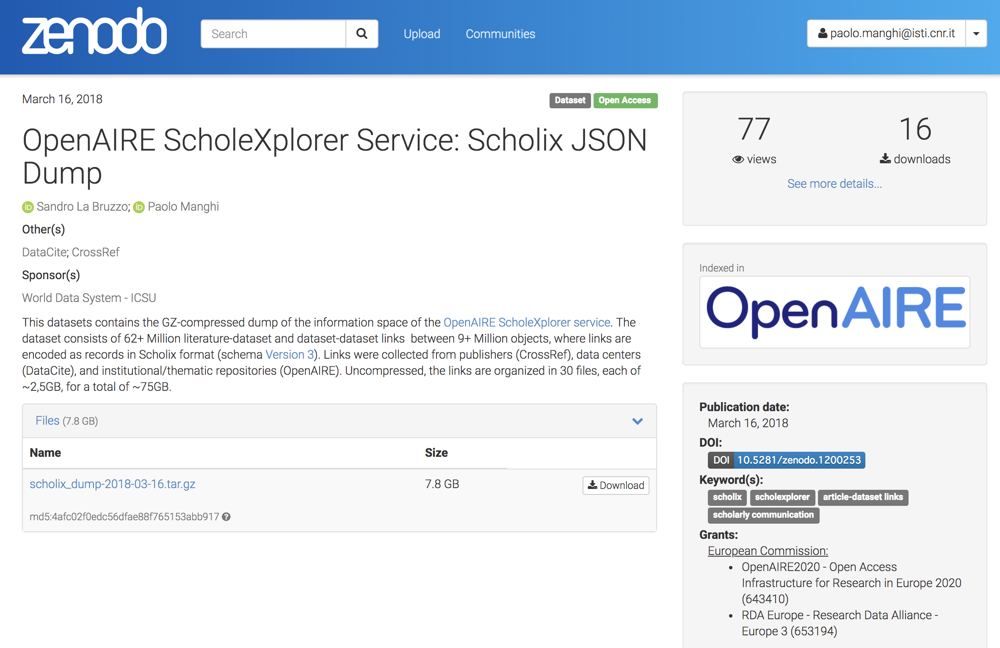 zenodo
Search
Upload
Communities
paolo.manghi@isti.cnr.it
March 16, 2018
Dataset
Open Access
OpenAIRE ScholeXplorer Service: Scholix JSON
Dump
iD Sandro La Bruzzo; iD Paolo Manghi
Other(s)
DataCite; CrossRef
Sponsor(s)
World Data System - ICSU
This datasets contains the GZ-compressed dump of the information space of the OpenAIRE ScholeXplorer service. The
dataset consists of 62+ Million literature-dataset and dataset-dataset links between 9+ Million objects, where links are
encoded as records in Scholix format (schema Version 3). Links were collected from publishers (CrossRef), data centers
(DataCite), and institutional/thematic repositories (OpenAIRE). Uncompressed, the links are organized in 30 files, each of
~2,5GB, for a total of ~75GB.
Files (7.8 GB)
Name Size
scholix_dump-2018-03-16.tar.gz 7.8 GB Download
md5:4afc02f0edc56dfae88f765153abb917 ?
77 16
views downloads
See more details...
Indexed in
OpenAIRE
Publication date:
March 16, 2018
DOI:
DOI 10.5281/zenodo.1200253
Keyword(s):
scholix scholexplorer article-dataset links
scholarly communication
Grants:
European Commission:
• OpenAIRE2020 - Open Access
Infrastructure for Research in Europe 2020
(643410)
• RDA Europe - Research Data Alliance -
Europe 3 (653194)